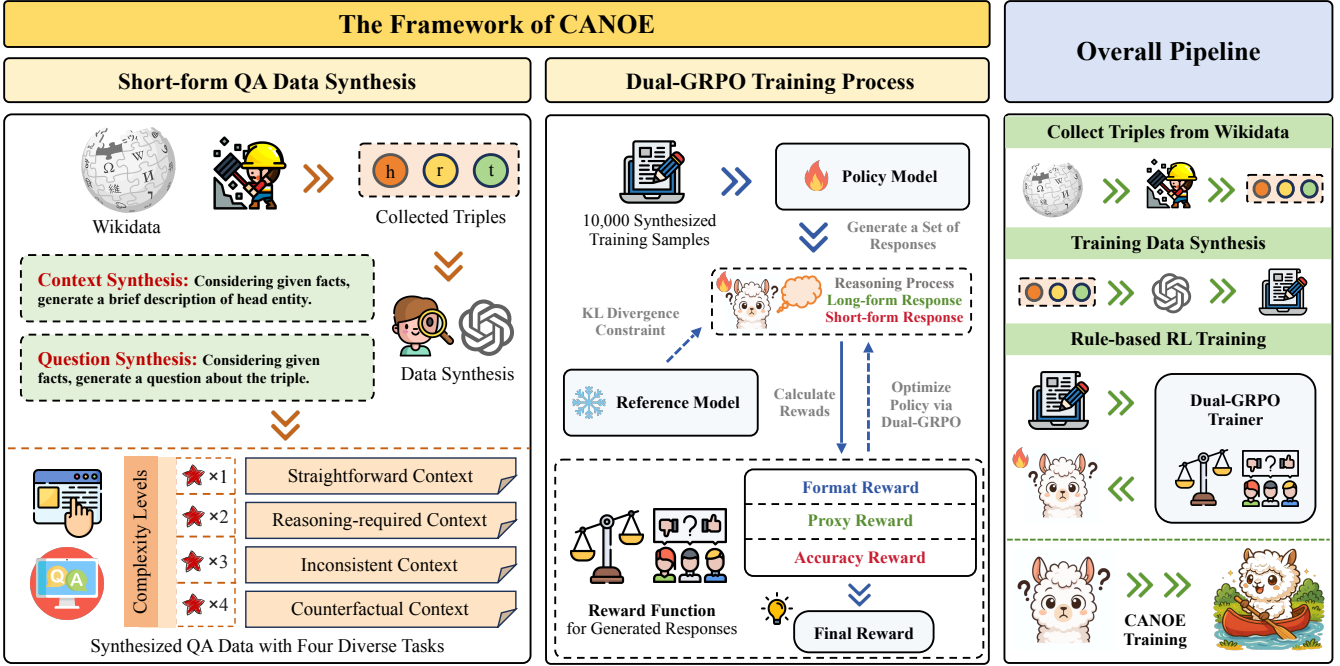 The Framework of CANOE
Short-form QA Data Synthesis
Wikidata
h r t
Collected Triples
Context Synthesis: Considering given facts,
generate a brief description of head entity.
Question Synthesis: Considering given
facts, generate a question about the triple.
Data Synthesis
Complexity Levels
×1 Straightforward Context
×2 Reasoning-required Context
×3 Inconsistent Context
×4 Counterfactual Context
QA
Synthesized QA Data with Four Diverse Tasks
Dual-GRPO Training Process
10,000 Synthesized
Training Samples
Policy Model
Generate a Set of
Responses
Reasoning Process
Long-form Response
Short-form Response
? ?
KL Divergence
Constraint
Reference Model
Calculate
Rewads
Optimize
Policy via
Dual-GRPO
Format Reward
Proxy Reward
Accuracy Reward
?
Reward Function
for Generated Responses
Final Reward
Overall Pipeline
Collect Triples from Wikidata
Training Data Synthesis
Rule-based RL Training
Dual-GRPO
Trainer
?
? ?
? ?
CANOE
Training